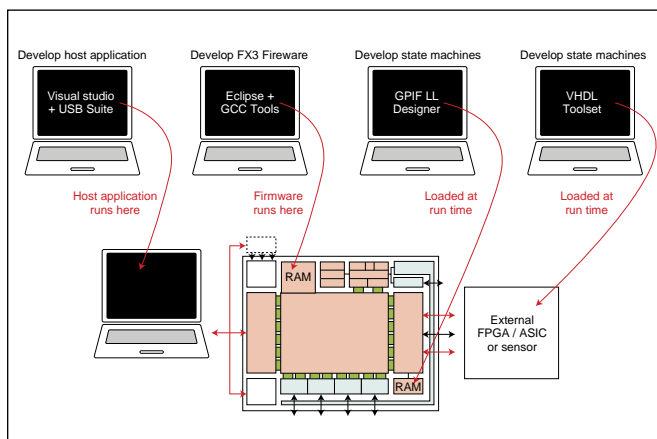 Develop host application
Develop FX3 Fireware
Develop state machines
Develop state machines
Visual studio
+ USB Suite
Eclipse +
GCC Tools
GPIF LL
Designer
VHDL
Toolset
Host application
runs here
Firmware
runs here
Loaded at
run time
Loaded at
run time
RAM
External
FPGA / ASIC
or sensor
RAM